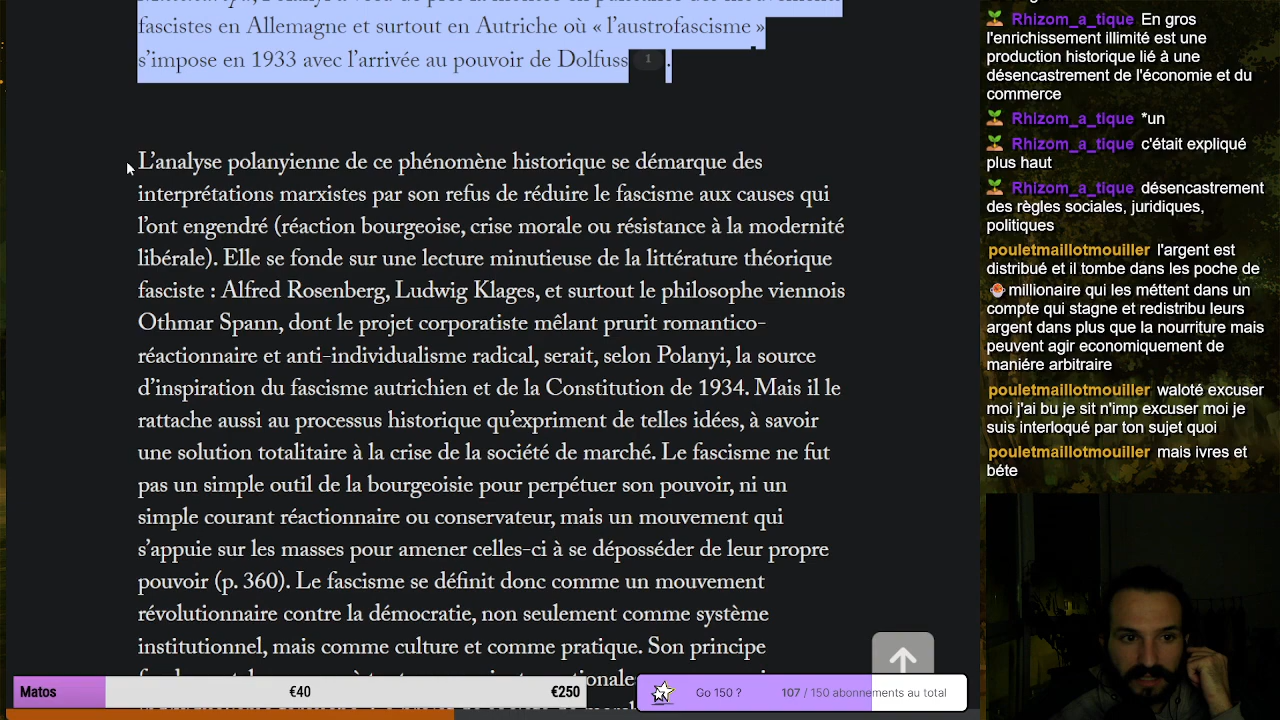 fascistes en Allemagne et surtout en Autriche où « l’austrofascisme »
s’impose en 1933 avec l’arrivée au pouvoir de Dolfuss 1 .
L’analyse polanyienne de ce phénomène historique se démarque des
interprétations marxistes par son refus de réduire le fascisme aux causes qui
l’ont engendré (réaction bourgeoise, crise morale ou résistance à la modernité
libérale). Elle se fonde sur une lecture minutieuse de la littérature théorique
fasciste : Alfred Rosenberg, Ludwig Klages, et surtout le philosophe viennois
Othmar Spann, dont le projet corporatiste mêlant prurit romantico-
réactionnaire et anti-individualisme radical, serait, selon Polanyi, la source
d’inspiration du fascisme autrichien et de la Constitution de 1934. Mais il le
rattache aussi au processus historique qu’expriment de telles idées, à savoir
une solution totalitaire à la crise de la société de marché. Le fascisme ne fut
pas un simple outil de la bourgeoisie pour perpétuer son pouvoir, ni un
simple courant réactionnaire ou conservateur, mais un mouvement qui
s’appuie sur les masses pour amener celles-ci à se déposséder de leur propre
pouvoir (p. 360). Le fascisme se définit donc comme un mouvement
révolutionnaire contre la démocratie, non seulement comme système
institutionnel, mais comme culture et comme pratique. Son principe
Matos €40 €250
Go 150 ? 107 / 150 abonnements au total
Rhizom_a_tique En gros
l'enrichissement illimité est une
production historique lié à une
désencastrement de l'économie et du
commerce
Rhizom_a_tique *un
Rhizom_a_tique c'était expliqué
plus haut
Rhizom_a_tique désencastrement
des règles sociales, juridiques,
politiques
pouletmaillotmouiller l'argent est
distribué et il tombe dans les poche de
millionaire qui les méttent dans un
compte qui stagne et redistribu leurs
argent dans plus que la nourriture mais
peuvent agir economiquement de
maniére arbitraire
pouletmaillotmouiller waloté excuser
moi j'ai bu je sit n'imp excuser moi je
suis interloqué par ton sujet quoi
pouletmaillotmouiller mais ivres et
béte